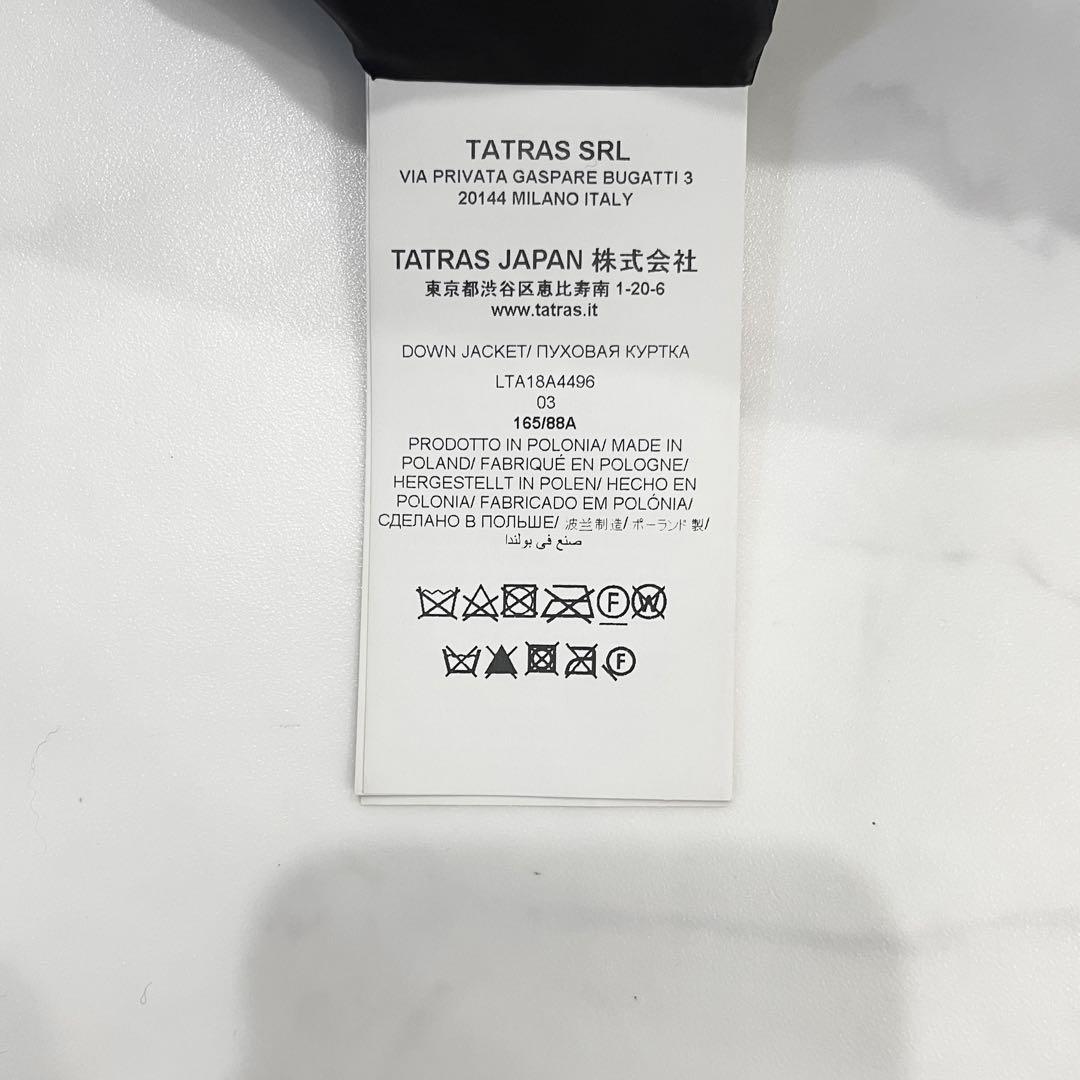 TATRAS SRL
VIA PRIVATA GASPARE BUGATTI 3
20144 MILANO ITALY
TATRAS JAPAN 株式会社
東京都渋谷区恵比寿南 1-20-6
www.tatras.it
DOWN JACKET/ ПУХОВАЯ КУРТКА
LTA18A4496
03
165/88A
PRODOTTO IN POLONIA/ MADE IN
POLAND/ FABRIQUÉ EN POLOGNE/
HERGESTELLT IN POLEN/ HECHO EN
POLONIA/ FABRICADO EM POLÓNIA/
СДЕЛАНО В ПОЛЬШЕ/ 波兰制造/ ポーランド製/
صنع في بولندا
F W
F